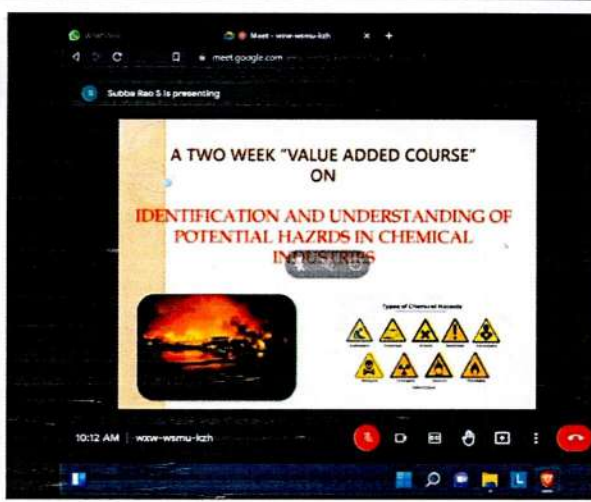 WhatsApp
Meet - wxw-wsmu-kzh
meet.google.com
Subba Rao S is presenting
A TWO WEEK "VALUE ADDED COURSE"
ON
IDENTIFICATION AND UNDERSTANDING OF
POTENTIAL HAZRDS IN CHEMICAL
INDUSTRIES
Types of Chemical Hazards
10:12 AM | wxw-wsmu-kzh